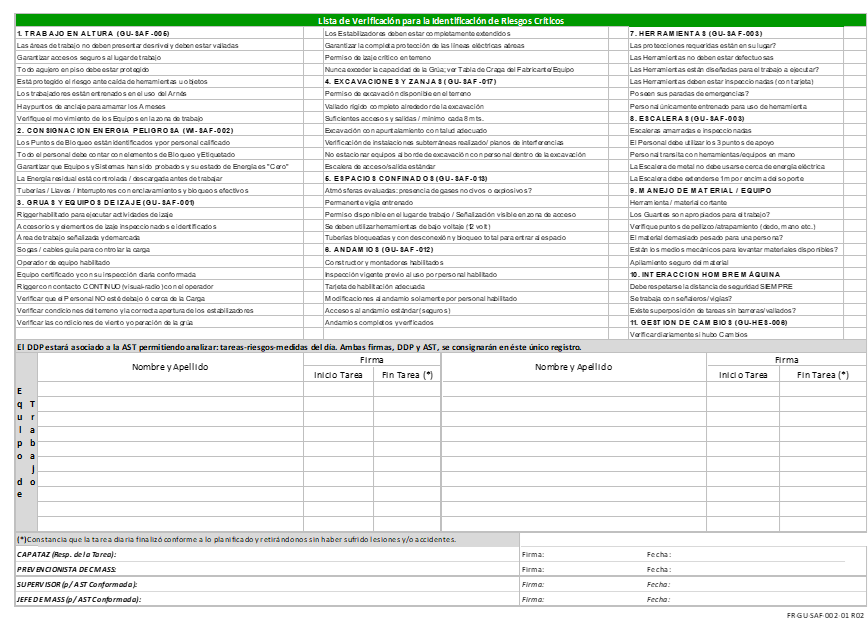 Lista de Verificación para la Identificación de Riesgos Críticos
1. TRABAJO EN ALTURA (GU-SAF-005)
Las áreas de trabajo no deben presentar desnivel y deben estar valladas
Garantizar accesos seguros al lugar de trabajo
Todo agujero en piso debe estar protegido
Está protegido el riesgo ante caída de herramientas u objetos
Los trabajadores están entrenados en el uso del Arnés
Hay puntos de anclaje para amarrar los Arneses
Verifique el movimiento de los Equipos en la zona de trabajo
2. CONSIGNACION ENERGIA PELIGROSA (WI-SAF-002)
Los Puntos de Bloqueo están identificados y por personal calificado
Todo el personal debe contar con elementos de Bloqueo y Etiquetado
Garantizar que Equipos y Sistemas han sido probados y su estado de Energía es "Cero"
La Energía residual está controlada / descargada antes de trabajar
Tuberías / Llaves / Interruptores con enclavamientos y bloqueos efectivos
3. GRUAS Y EQUIPOS DE IZAJE (GU-SAF-001)
Rigger habilitado para ejecutar actividades de izaje
Accesorios y elementos de izaje inspeccionados e identificados
Área de trabajo señalizada y demarcada
Sogas / cables guía para controlar la carga
Operador de equipo habilitado
Equipo certificado y con su inspección diaria conformada
Rigger con contacto CONTINUO (visual-radio) con el operador
Verificar que el Personal NO esté debajo ó cerca de la Carga
Verificar condiciones del terreno y la correcta apertura de los estabilizadores
Verificar las condiciones de viento y operación de la grúa
Los Estabilizadores deben estar completamente extendidos
Garantizar la completa protección de las líneas eléctricas aéreas
Permiso de izaje crítico en terreno
Nunca exceder la capacidad de la Grúa; ver Tabla de Craga del Fabricante/Equipo
4. EXCAVACIONES Y ZANJAS (GU-SAF-017)
Permiso de excavación disponible en el terreno
Vallado rígido completo alrededor de la excavación
Suficientes accesos y salidas / mínimo cada 8 mts.
Excavación con apuntalamiento con talud adecuado
Verificación de instalaciones subterráneas realizado/ planos de interferencias
No estacionar equipos al borde de excavación con personal dentro de la excavación
Escalera de acceso/salida estándar
5. ESPACIOS CONFINADOS (GU-SAF-013)
Atmósferas evaluadas; presencia de gases nocivos o explosivos?
Permanente vigía entrenado
Permiso disponible en el lugar de trabajo / Señalización visible en zona de acceso
Se deben utilizar herramientas de bajo voltaje (12 volt)
Tuberías bloqueadas y con desconexión y bloqueo total para entrar al espacio
6. ANDAMIOS (GU-SAF-012)
Constructor y montadores habilitados
Inspección vigente previo al uso por personal habilitado
Tarjeta de habilitación adecuada
Modificaciones al andamio solamente por personal habilitado
Accesos al andamio estándar (seguros)
Andamios completos y verificados
7. HERRAMIENTAS (GU-SAF-003)
Las protecciones requeridas están en su lugar?
Las Herramientas no deben estar defectuosas
Las Herramientas están diseñadas para el trabajo a ejecutar?
Las Herramientas deben estar inspeccionadas (con tarjeta)
Poseen sus paradas de emergencias?
Personal únicamente entrenado para uso de herramienta
8. ESCALERAS (GU-SAF-003)
Escaleras amarradas e inspeccionadas
El Personal debe utilizar los 3 puntos de apoyo
Personal transita con herramientas/equipos en mano
La Escalera de metal no debe usarse cerca de energía eléctrica
La Escalera debe extenderse 1m por encima del soporte
9. MANEJO DE MATERIAL / EQUIPO
Herramienta / material cortante
Los Guantes son apropiados para el trabajo?
Verifique puntos de pellizco/atrapamiento (dedo, mano etc.)
El material demasiado pesado para una persona?
Están los medios mecánicos para levantar materiales disponibles?
Apilamiento seguro del material
10. INTERACCION HOMBRE MÁQUINA
Debe respetarse la distancia de seguridad SIEMPRE
Se trabaja con señaleros/vigías?
Existe superposición de tareas sin barreras/vallados?
11. GESTION DE CAMBIOS (GU-HES-006)
Verificar diariamente si hubo Cambios
El DDP estará asociado a la AST permitiendo analizar: tareas-riesgos-medidas del día. Ambas firmas, DDP y AST, se consignarán en éste único registro.
Equipo de Trabajo
Nombre y Apellido
Firma
Inicio Tarea
Fin Tarea (*)
Nombre y Apellido
Firma
Inicio Tarea
Fin Tarea (*)
(*)Constancia que la tarea diaria finalizó conforme a lo planificado y retirándonos sin haber sufrido lesiones y/o accidentes.
CAPATAZ (Resp. de la Tarea): Firma: Fecha:
PREVENCIONISTA DE CMASS: Firma: Fecha:
SUPERVISOR (p/ AST Conformada): Firma: Fecha:
JEFE DE MASS (p/ AST Conformada): Firma: Fecha:
FR-GU-SAF 002-01 R02